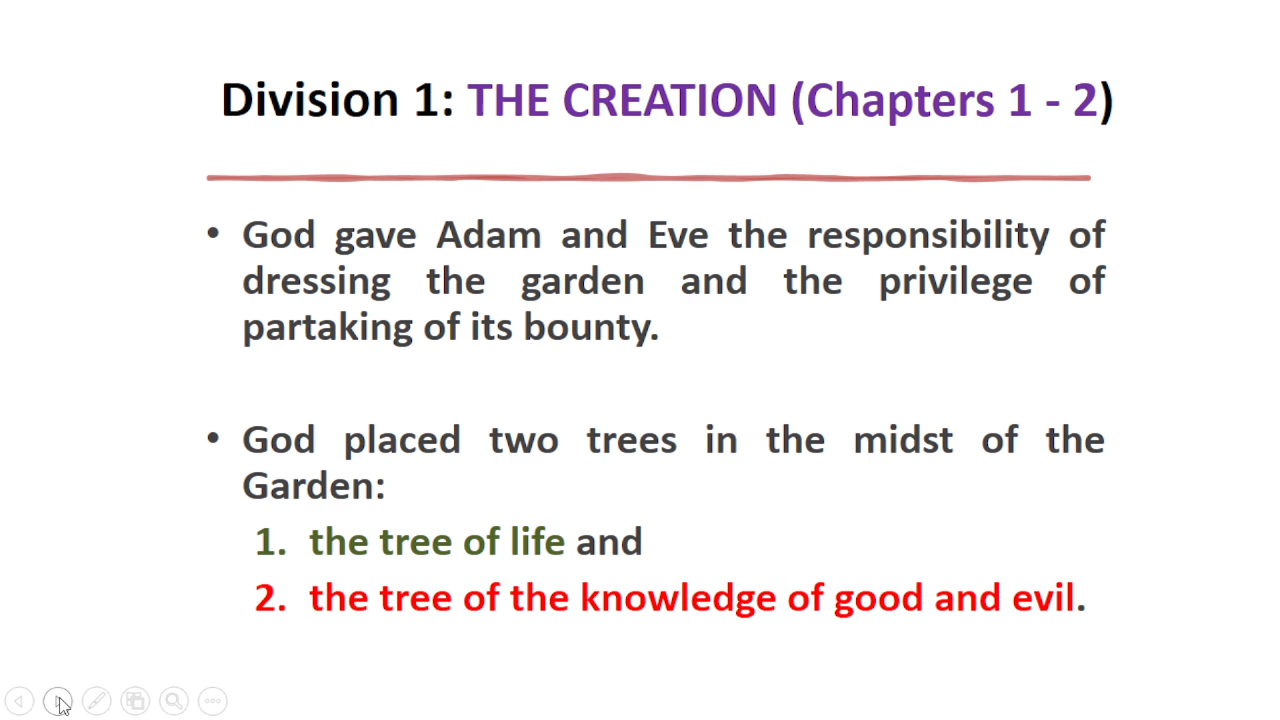 Division 1: THE CREATION (Chapters 1 - 2)
• God gave Adam and Eve the responsibility of
dressing the garden and the privilege of
partaking of its bounty.
• God placed two trees in the midst of the
Garden:
1. the tree of life and
2. the tree of the knowledge of good and evil.